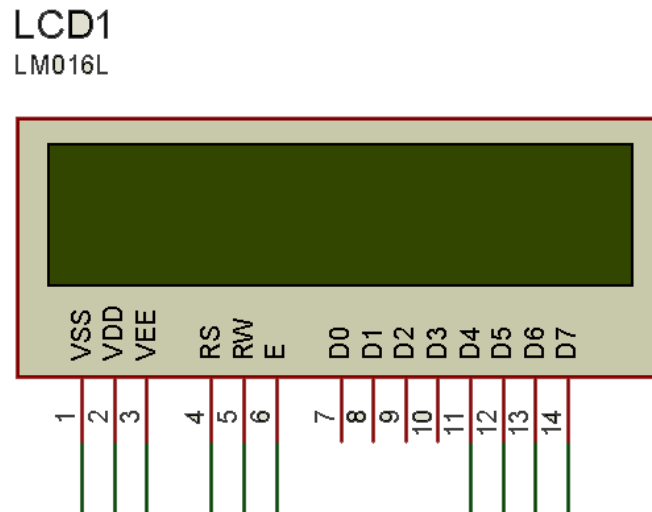 LCD1
LM016L
VSS VDD VEE RS RW E D0 D1 D2 D3 D4 D5 D6 D7
1 2 3 4 5 6 7 8 9 10 11 12 13 14